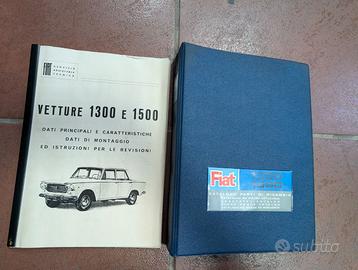 FIAT
SERVIZIO
ASSISTENZA
TECNICA
VETTURE 1300 E 1500
DATI PRINCIPALI E CARATTERISTICHE
DATI DI MONTAGGIO
ED ISTRUZIONI PER LE REVISIONI
Fiat
CATALOGO PARTI DI RICAMBIO
subito